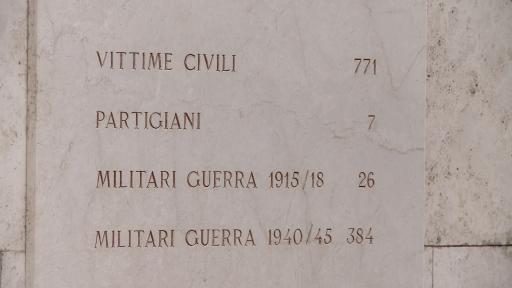 VITTIME CIVILI 771
PARTIGIANI 7
MILITARI GUERRA 1915/18 26
MILITARI GUERRA 1940/45 384